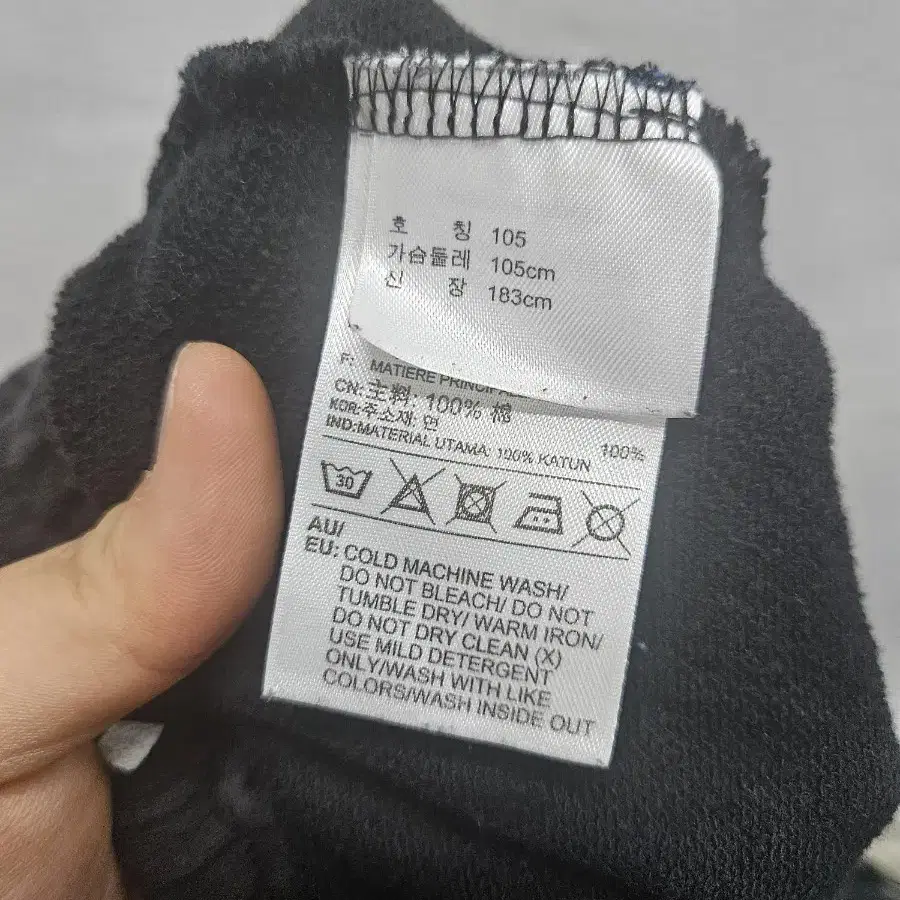 호 칭 105
가슴둘레 105cm
신 장 183cm
F: MATIERE
CN: 主料: 100% 棉
KOR:주소재: 면 100%
IND:MATERIAL UTAMA: 100% KATUN
30
AU/
EU: COLD MACHINE WASH/
DO NOT BLEACH/ DO NOT
TUMBLE DRY/ WARM IRON/
DO NOT DRY CLEAN (X)
USE MILD DETERGENT
ONLY/WASH WITH LIKE
COLORS/WASH INSIDE OUT